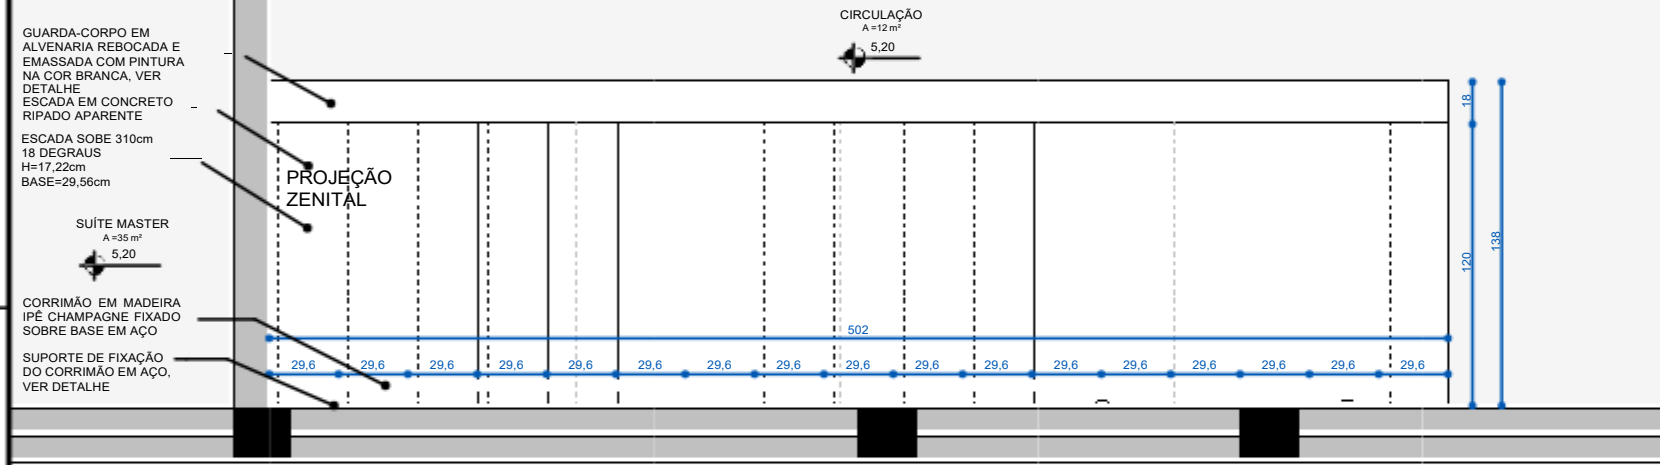 GUARDA-CORPO EM
ALVENARIA REBOCADA E
EMASSADA COM PINTURA
NA COR BRANCA, VER
DETALHE
ESCADA EM CONCRETO
RIPADO APARENTE
ESCADA SOBE 310cm
18 DEGRAUS
H=17,22cm
BASE=29,56cm
SUÍTE MASTER
A =35 m²
5,20
CORRIMÃO EM MADEIRA
IPÊ CHAMPAGNE FIXADO
SOBRE BASE EM AÇO
SUPORTE DE FIXAÇÃO
DO CORRIMÃO EM AÇO,
VER DETALHE
CIRCULAÇÃO
A =12 m²
5,20
PROJEÇÃO
ZENITAL
502
29,6 29,6 29,6 29,6 29,6 29,6 29,6 29,6 29,6 29,6 29,6 29,6 29,6 29,6 29,6 29,6 29,6
18
120
138